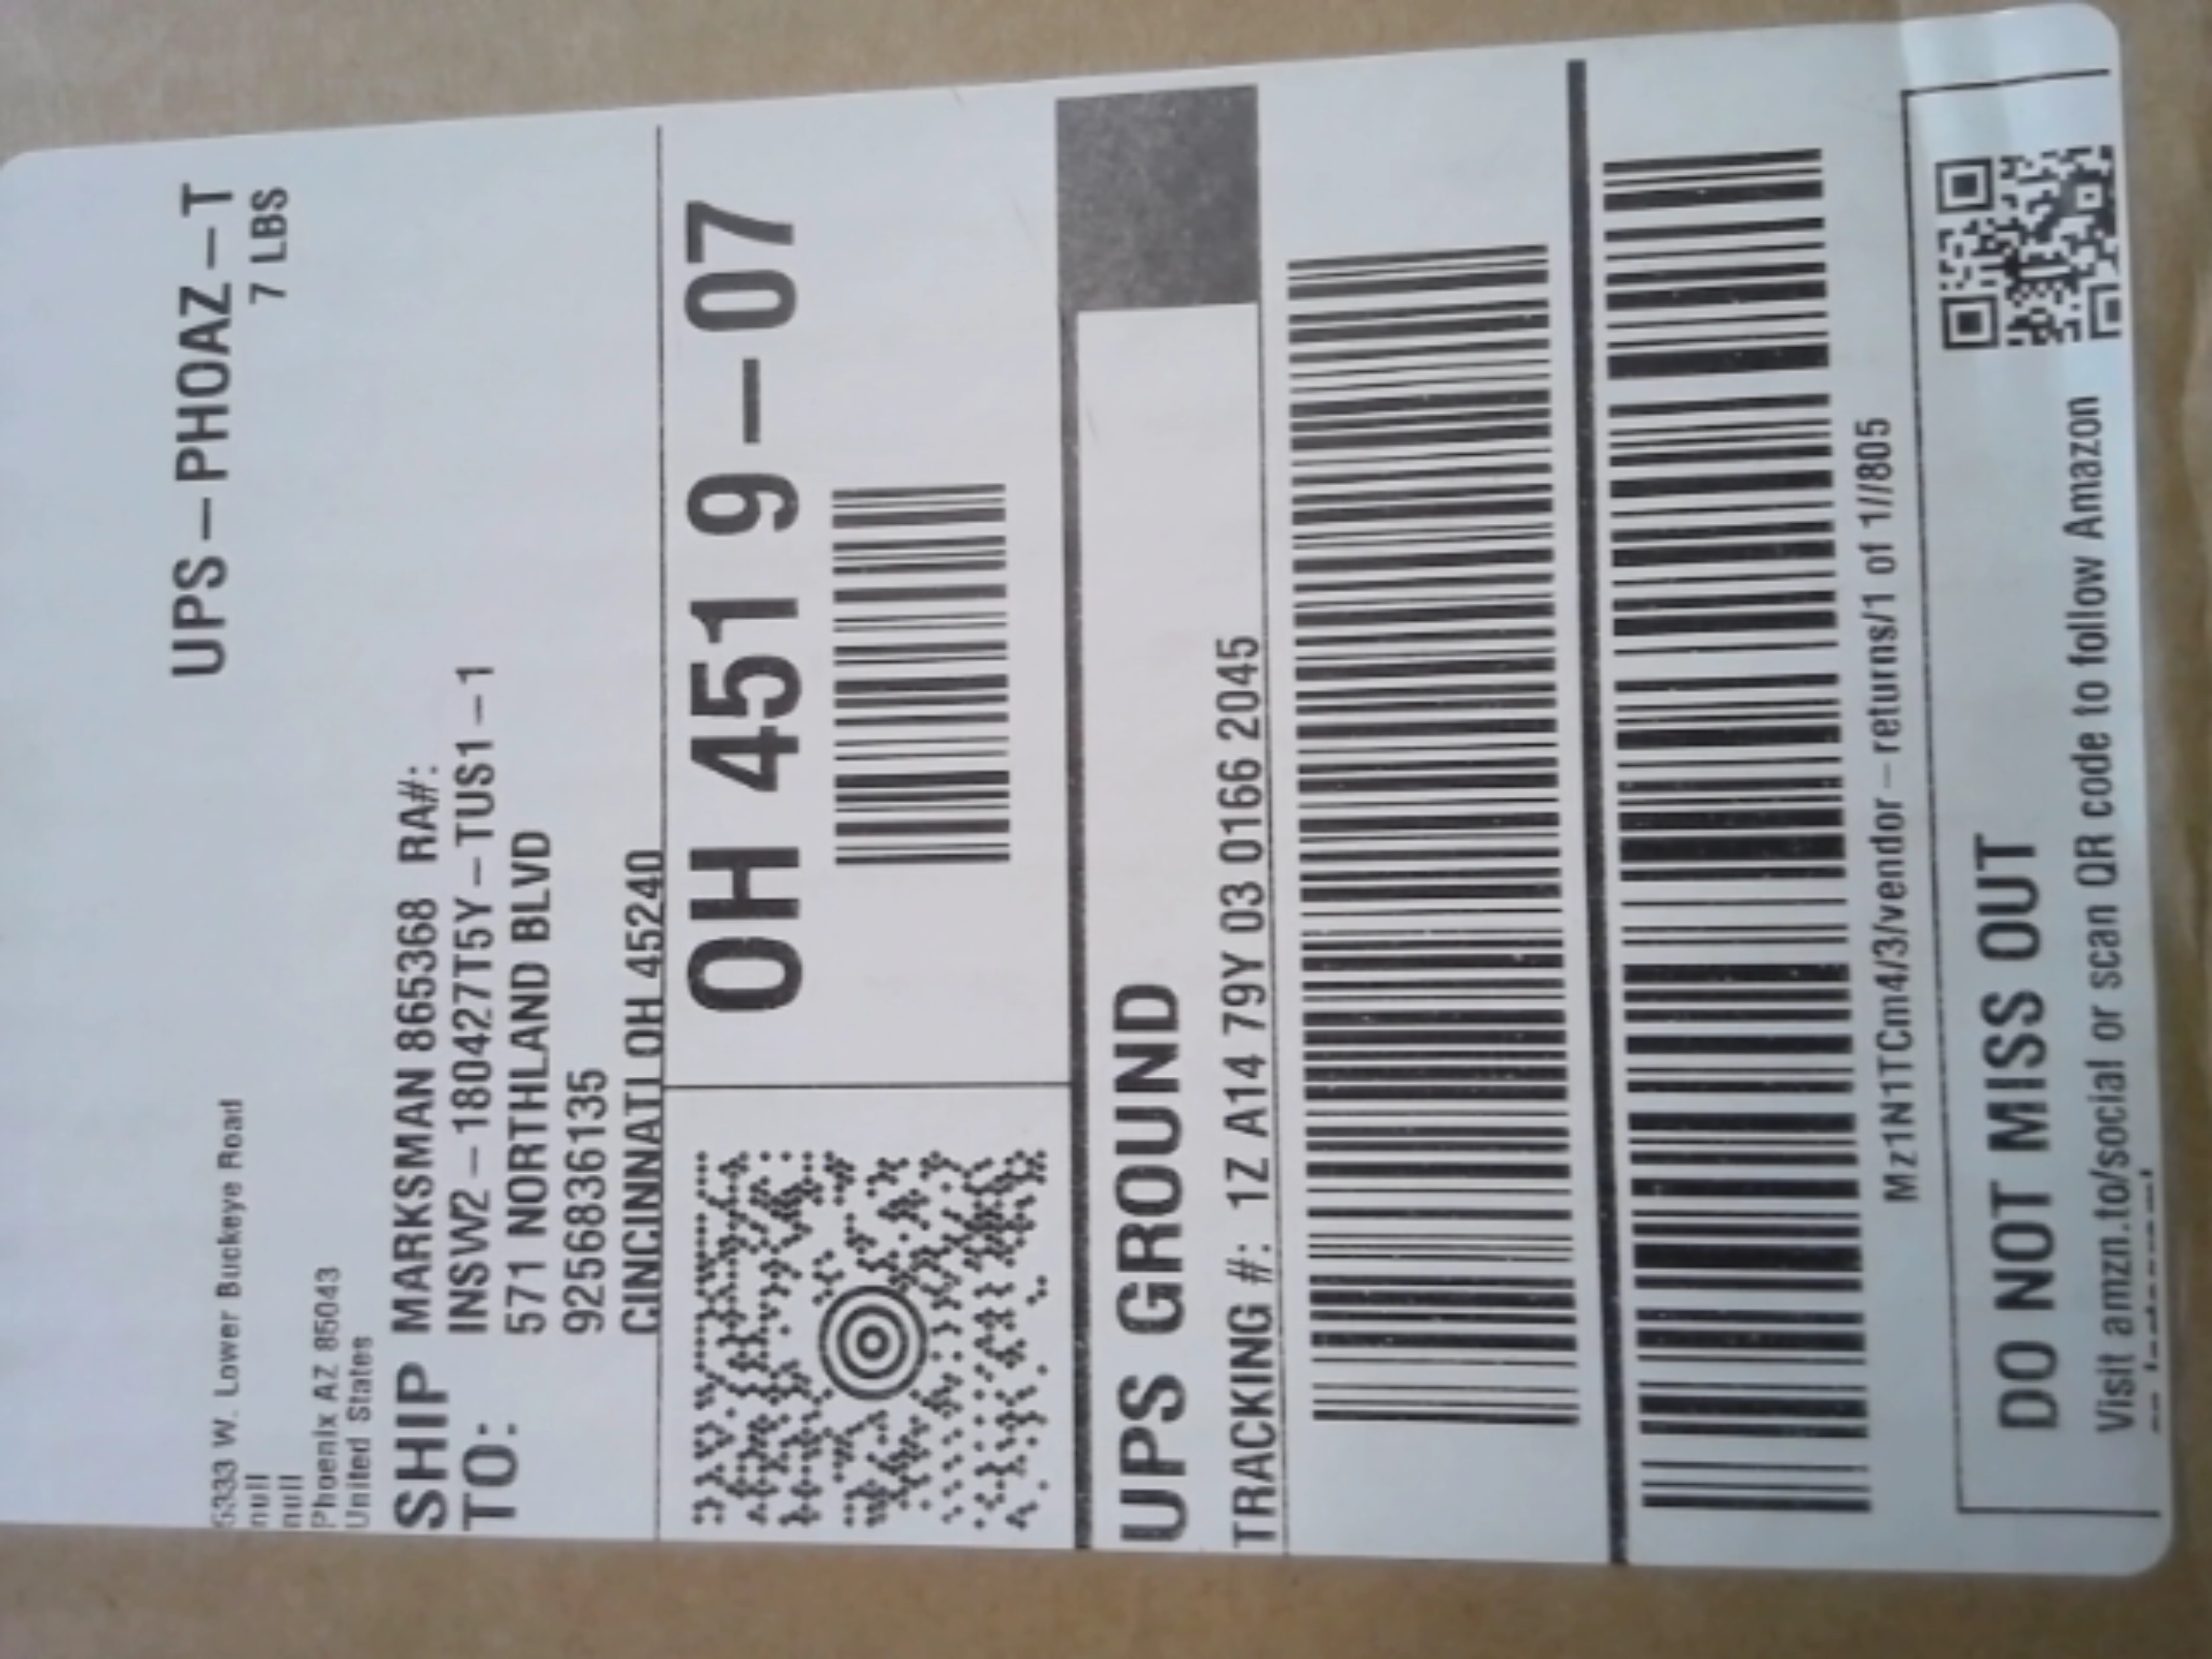 UPS-PHOAZ-T
7 LBS
5333 W. Lower Buckeye Road
null
null
Phoenix AZ 85043
United States
SHIP TO:
MARKSMAN 865368 RA#:
INSW2-180427T5Y-TUS1-1
571 NORTHLAND BLVD
92568836135
CINCINNATI OH 45240
OH 451 9-07
UPS GROUND
TRACKING #: 1Z A14 79Y 03 0166 2045
Mz1N1TCm4/3/vendor-returns/1 of 1//805
DO NOT MISS OUT
Visit amzn.to/social or scan QR code to follow Amazon